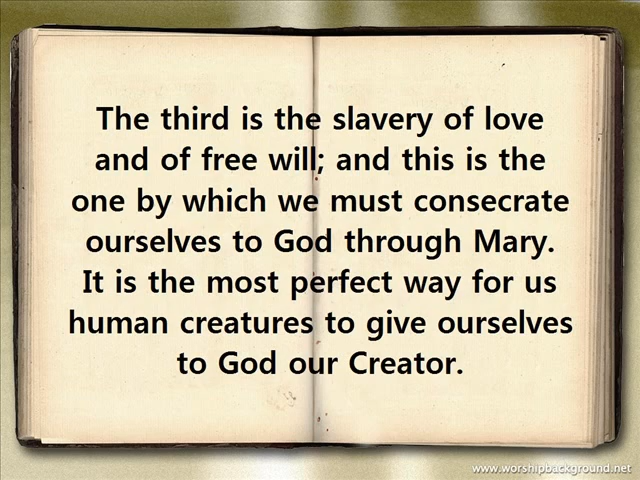 The third is the slavery of love
and of free will; and this is the
one by which we must consecrate
ourselves to God through Mary.
It is the most perfect way for us
human creatures to give ourselves
to God our Creator.
www.worshipbackground.net